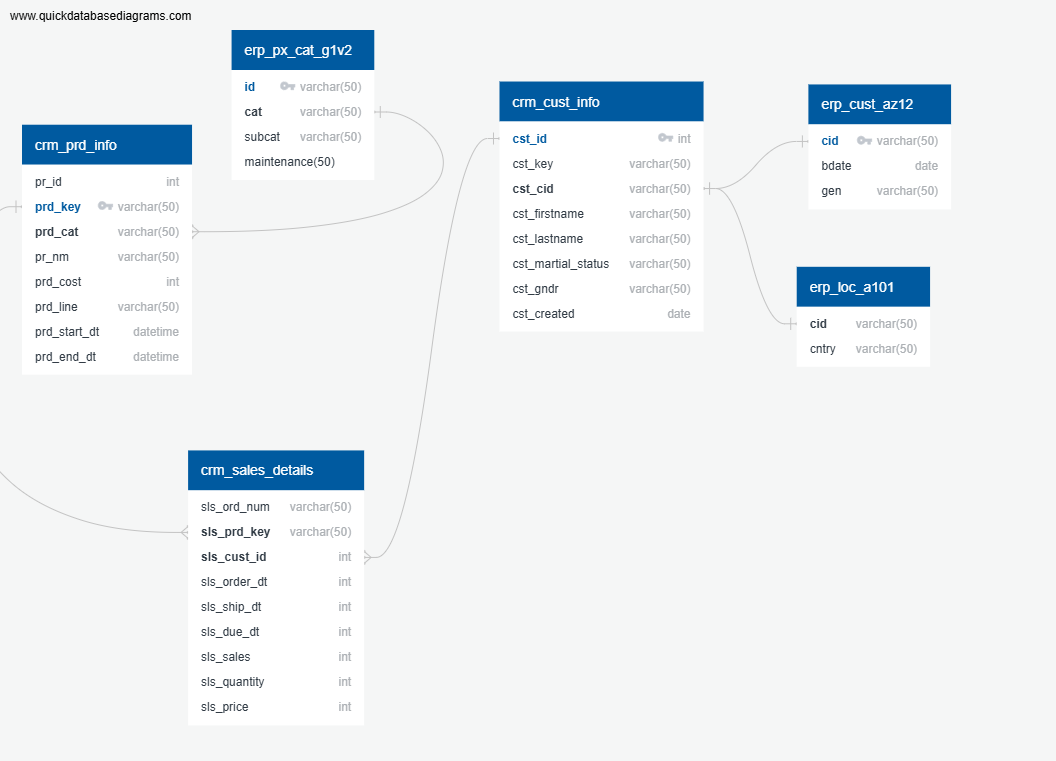 www.quickdatabasediagrams.com
erp_px_cat_g1v2
id varchar(50)
cat varchar(50)
subcat varchar(50)
maintenance(50)
crm_prd_info
pr_id int
prd_key varchar(50)
prd_cat varchar(50)
pr_nm varchar(50)
prd_cost int
prd_line varchar(50)
prd_start_dt datetime
prd_end_dt datetime
crm_cust_info
cst_id int
cst_key varchar(50)
cst_cid varchar(50)
cst_firstname varchar(50)
cst_lastname varchar(50)
cst_martial_status varchar(50)
cst_gndr varchar(50)
cst_created date
erp_cust_az12
cid varchar(50)
bdate date
gen varchar(50)
erp_loc_a101
cid varchar(50)
cntry varchar(50)
crm_sales_details
sls_ord_num varchar(50)
sls_prd_key varchar(50)
sls_cust_id int
sls_order_dt int
sls_ship_dt int
sls_due_dt int
sls_sales int
sls_quantity int
sls_price int